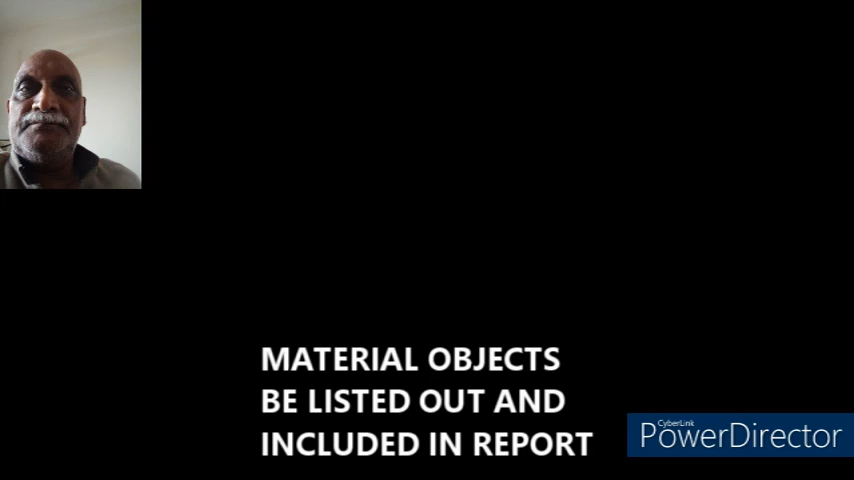 MATERIAL OBJECTS
BE LISTED OUT AND
INCLUDED IN REPORT
CyberLink
PowerDirector